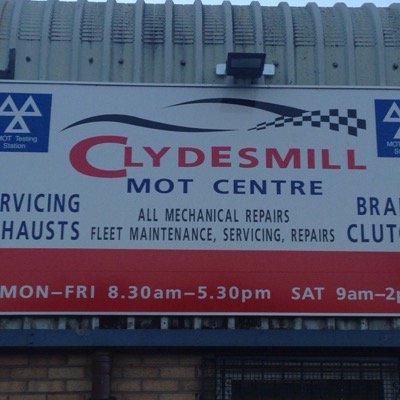 MOT Testing
Station
CLYDESMILL
MOT CENTRE
ALL MECHANICAL REPAIRS
FLEET MAINTENANCE, SERVICING, REPAIRS
RVICING
HAUSTS
BRA
CLUT
MON–FRI 8.30am–5.30pm SAT 9am–2p